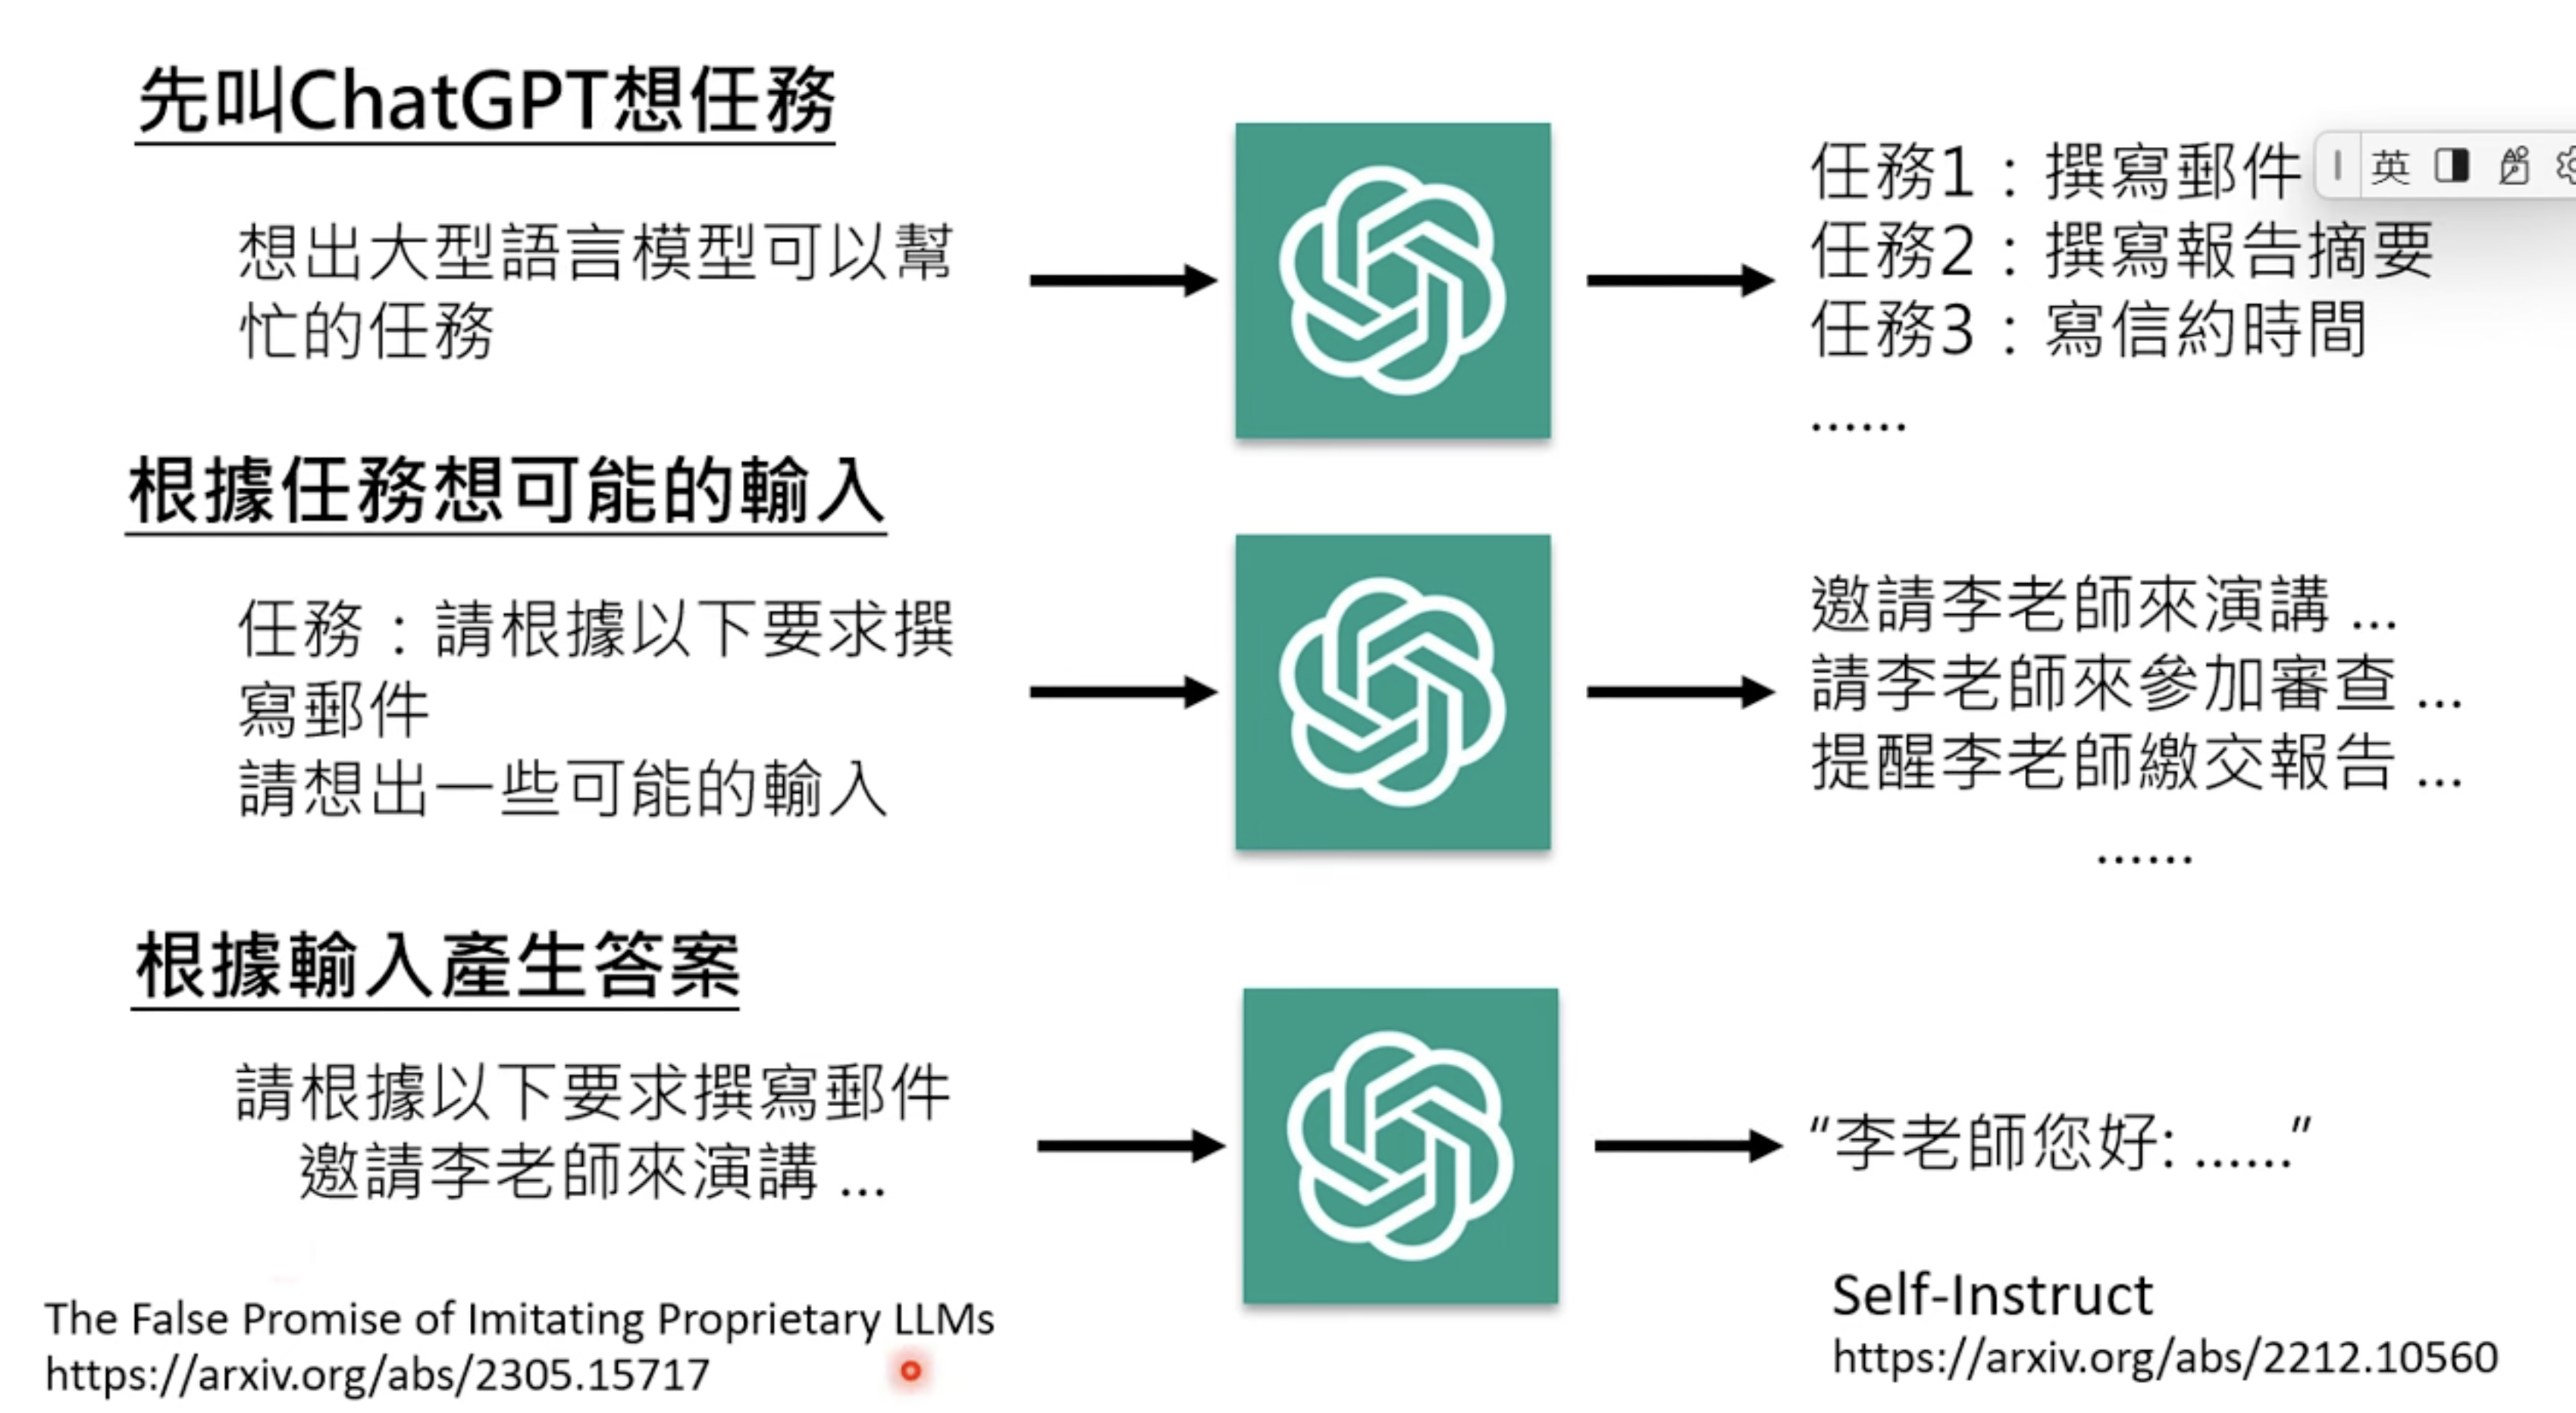 先叫ChatGPT想任務
想出大型語言模型可以幫
忙的任務
任務1：撰寫郵件
英
任務2：撰寫報告摘要
任務3：寫信約時間
......
根據任務想可能的輸入
任務：請根據以下要求撰
寫郵件
請想出一些可能的輸入
邀請李老師來演講 ...
請李老師來參加審查 ...
提醒李老師繳交報告 ...
......
根據輸入產生答案
請根據以下要求撰寫郵件
邀請李老師來演講 ...
“李老師您好: ......”
The False Promise of Imitating Proprietary LLMs
https://arxiv.org/abs/2305.15717
Self-Instruct
https://arxiv.org/abs/2212.10560